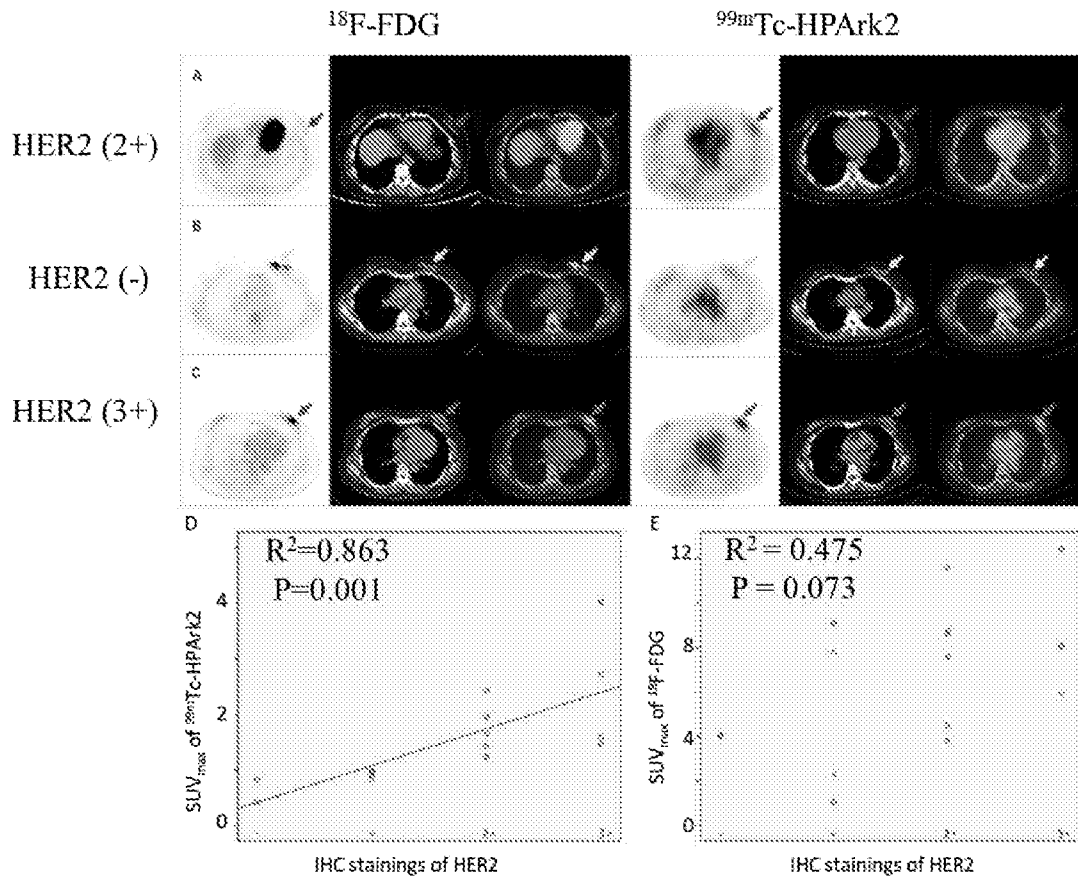 ¹⁸F-FDG
⁹⁹ᵐTc-HPArk2
A
HER2 (2+)
B
HER2 (-)
C
HER2 (3+)
D
R²=0.863
P=0.001
4
2
0
SUVmax of ⁹⁹ᵐTc-HPArk2
IHC stainings of HER2
E
R² = 0.475
P = 0.073
12
8
4
0
SUVmax of ¹⁸F-FDG
IHC stainings of HER2